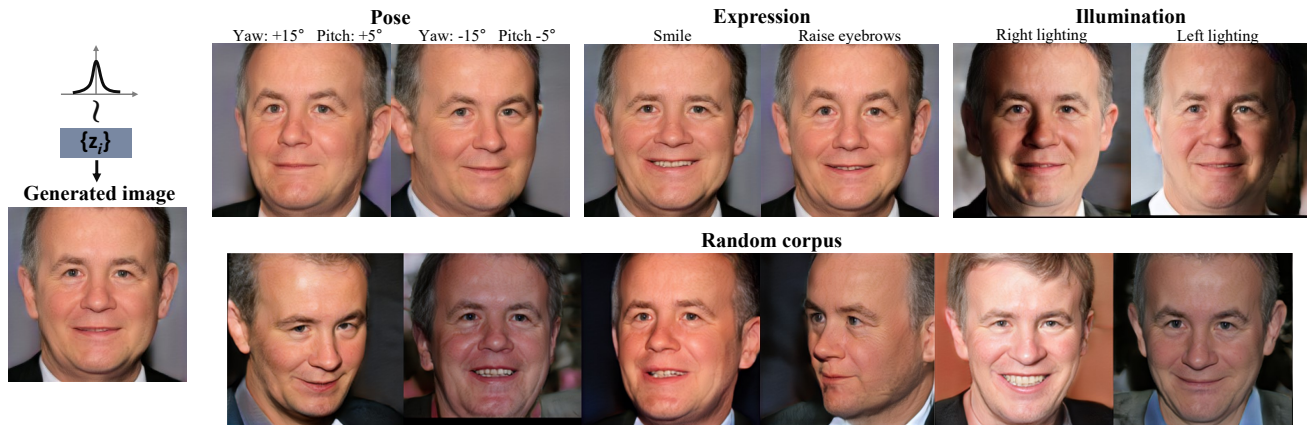 Pose
Expression
Illumination
Yaw: +15° Pitch: +5°
Yaw: -15° Pitch -5°
Smile
Raise eyebrows
Right lighting
Left lighting
{z_i}
Generated image
Random corpus